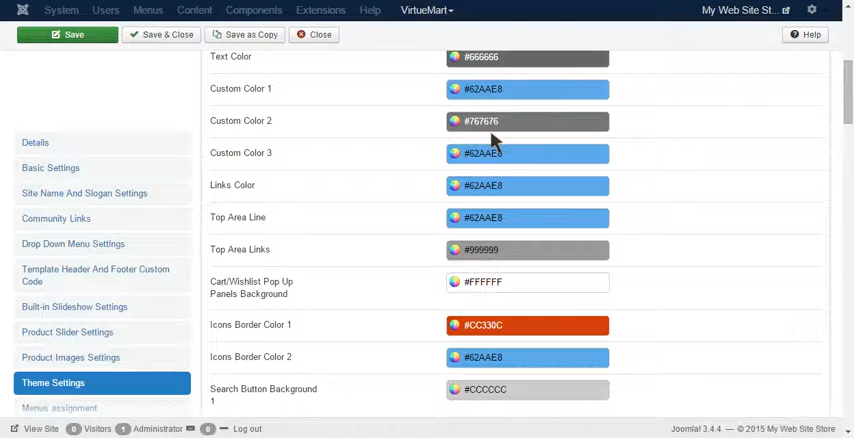 System Users Menus Content Components Extensions Help VirtueMart My Web Site St...
Save Save & Close Save as Copy Close Help
Text Color #666666
Custom Color 1 #62AAE8
Custom Color 2 #767676
Custom Color 3 #62AAE8
Links Color #62AAE8
Top Area Line #62AAE8
Top Area Links #999999
Cart/Wishlist Pop Up
Panels Background #FFFFFF
Icons Border Color 1 #CC330C
Icons Border Color 2 #62AAE8
Search Button Background
1 #CCCCCC
Details
Basic Settings
Site Name And Slogan Settings
Community Links
Drop Down Menu Settings
Template Header And Footer Custom
Code
Built-in Slideshow Settings
Product Slider Settings
Product Images Settings
Theme Settings
Menus assignment
View Site 0 Visitors 1 Administrator 0 Log out Joomla! 3.4.4 — © 2015 My Web Site Store